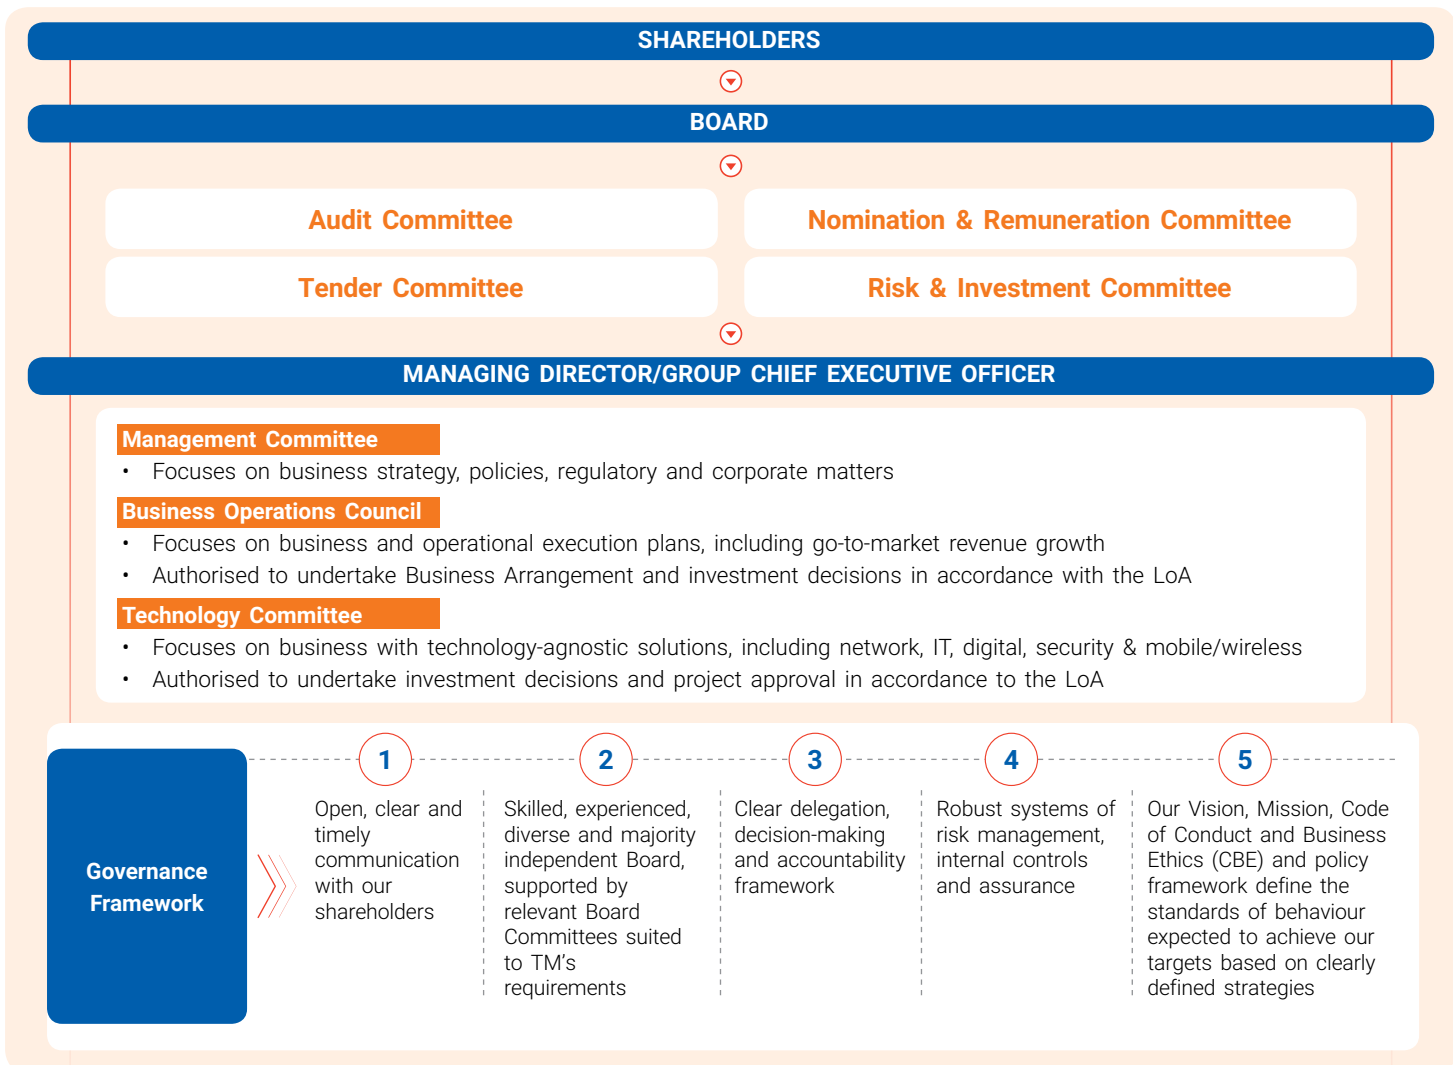 SHAREHOLDERS
BOARD
Audit Committee
Nomination & Remuneration Committee
Tender Committee
Risk & Investment Committee
MANAGING DIRECTOR/GROUP CHIEF EXECUTIVE OFFICER
Management Committee
• Focuses on business strategy, policies, regulatory and corporate matters
Business Operations Council
• Focuses on business and operational execution plans, including go-to-market revenue growth
• Authorised to undertake Business Arrangement and investment decisions in accordance with the LoA
Technology Committee
• Focuses on business with technology-agnostic solutions, including network, IT, digital, security & mobile/wireless
• Authorised to undertake investment decisions and project approval in accordance to the LoA
Governance
Framework
1
Open, clear and
timely
communication
with our
shareholders
2
Skilled, experienced,
diverse and majority
independent Board,
supported by
relevant Board
Committees suited
to TM's
requirements
3
Clear delegation,
decision-making
and accountability
framework
4
Robust systems of
risk management,
internal controls
and assurance
5
Our Vision, Mission, Code
of Conduct and Business
Ethics (CBE) and policy
framework define the
standards of behaviour
expected to achieve our
targets based on clearly
defined strategies